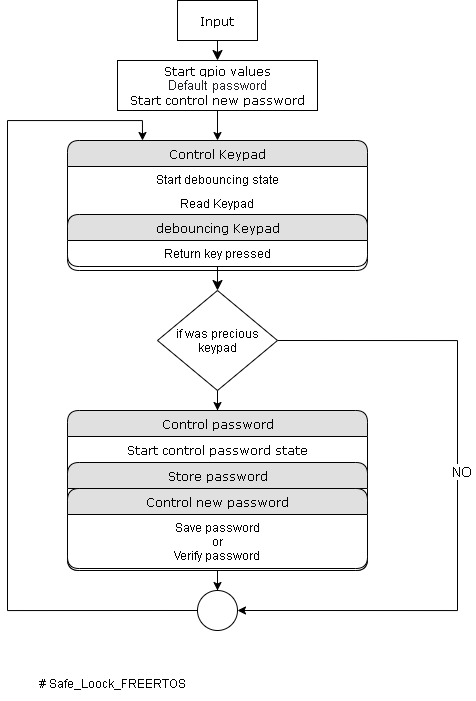 Input
Start gpio values
Default password
Start control new password
Control Keypad
Start debouncing state
Read Keypad
debouncing Keypad
Return key pressed
if was precious
keypad
Control password
Start control password state
NO
Store password
Control new password
Save password
or
Verify password
# Safe_Loock_FREERTOS